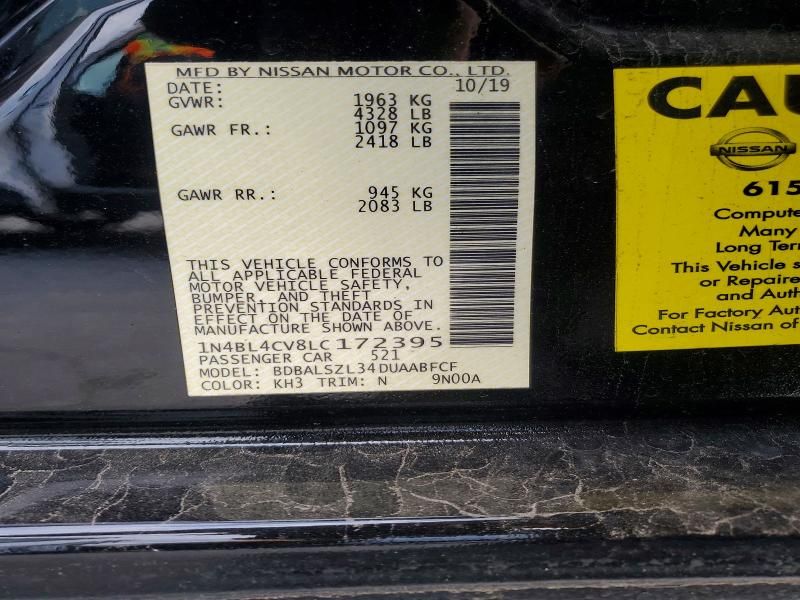 MFD BY NISSAN MOTOR CO., LTD.
DATE: 10/19
GVWR: 1963 KG
4328 LB
GAWR FR.: 1097 KG
2418 LB
GAWR RR.: 945 KG
2083 LB
THIS VEHICLE CONFORMS TO
ALL APPLICABLE FEDERAL
MOTOR VEHICLE SAFETY,
BUMPER, AND THEFT
PREVENTION STANDARDS IN
EFFECT ON THE DATE OF
MANUFACTURE SHOWN ABOVE.
1N4BL4CV8LC172395
PASSENGER CAR 521
MODEL: BDBALSZL34DUAABFCF
COLOR: KH3 TRIM: N 9N00A
CAU
NISSAN
615
Compute
Many
Long Term
This Vehicle s
or Repaire
and Auth
For Factory Aut
Contact Nissan of